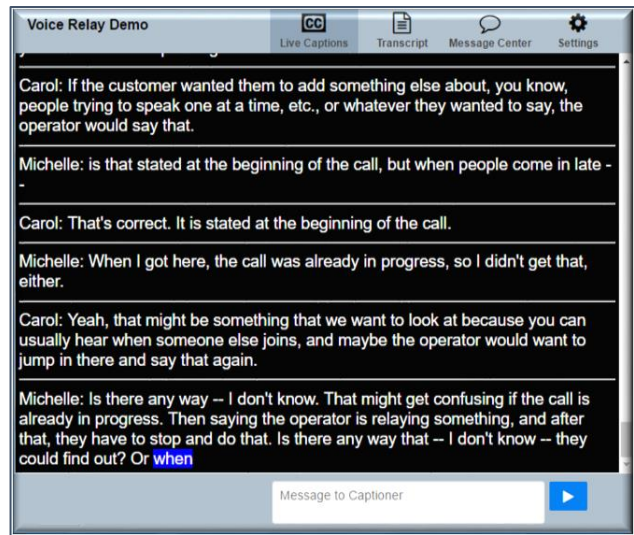 Voice Relay Demo
CC
Live Captions
Transcript
Message Center
Settings
Carol: If the customer wanted them to add something else about, you know,
people trying to speak one at a time, etc., or whatever they wanted to say, the
operator would say that.
Michelle: is that stated at the beginning of the call, but when people come in late -
-
Carol: That's correct. It is stated at the beginning of the call.
Michelle: When I got here, the call was already in progress, so I didn't get that,
either.
Carol: Yeah, that might be something that we want to look at because you can
usually hear when someone else joins, and maybe the operator would want to
jump in there and say that again.
Michelle: Is there any way -- I don't know. That might get confusing if the call is
already in progress. Then saying the operator is relaying something, and after
that, they have to stop and do that. Is there any way that -- I don't know -- they
could find out? Or when
Message to Captioner